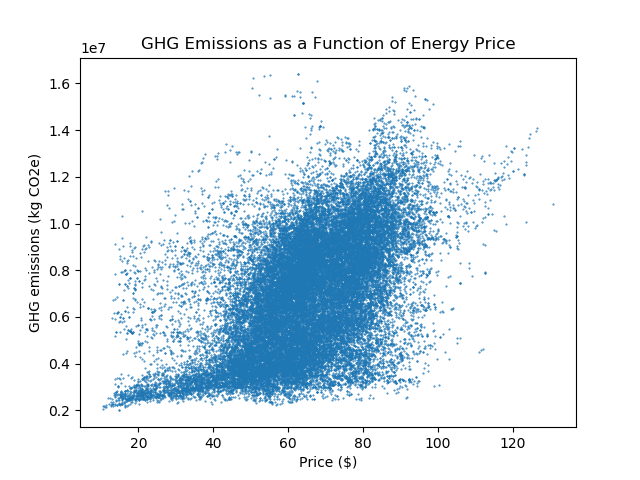 GHG Emissions as a Function of Energy Price
1e7
1.6
1.4
1.2
1.0
0.8
0.6
0.4
0.2
GHG emissions (kg CO2e)
20 40 60 80 100 120
Price ($)